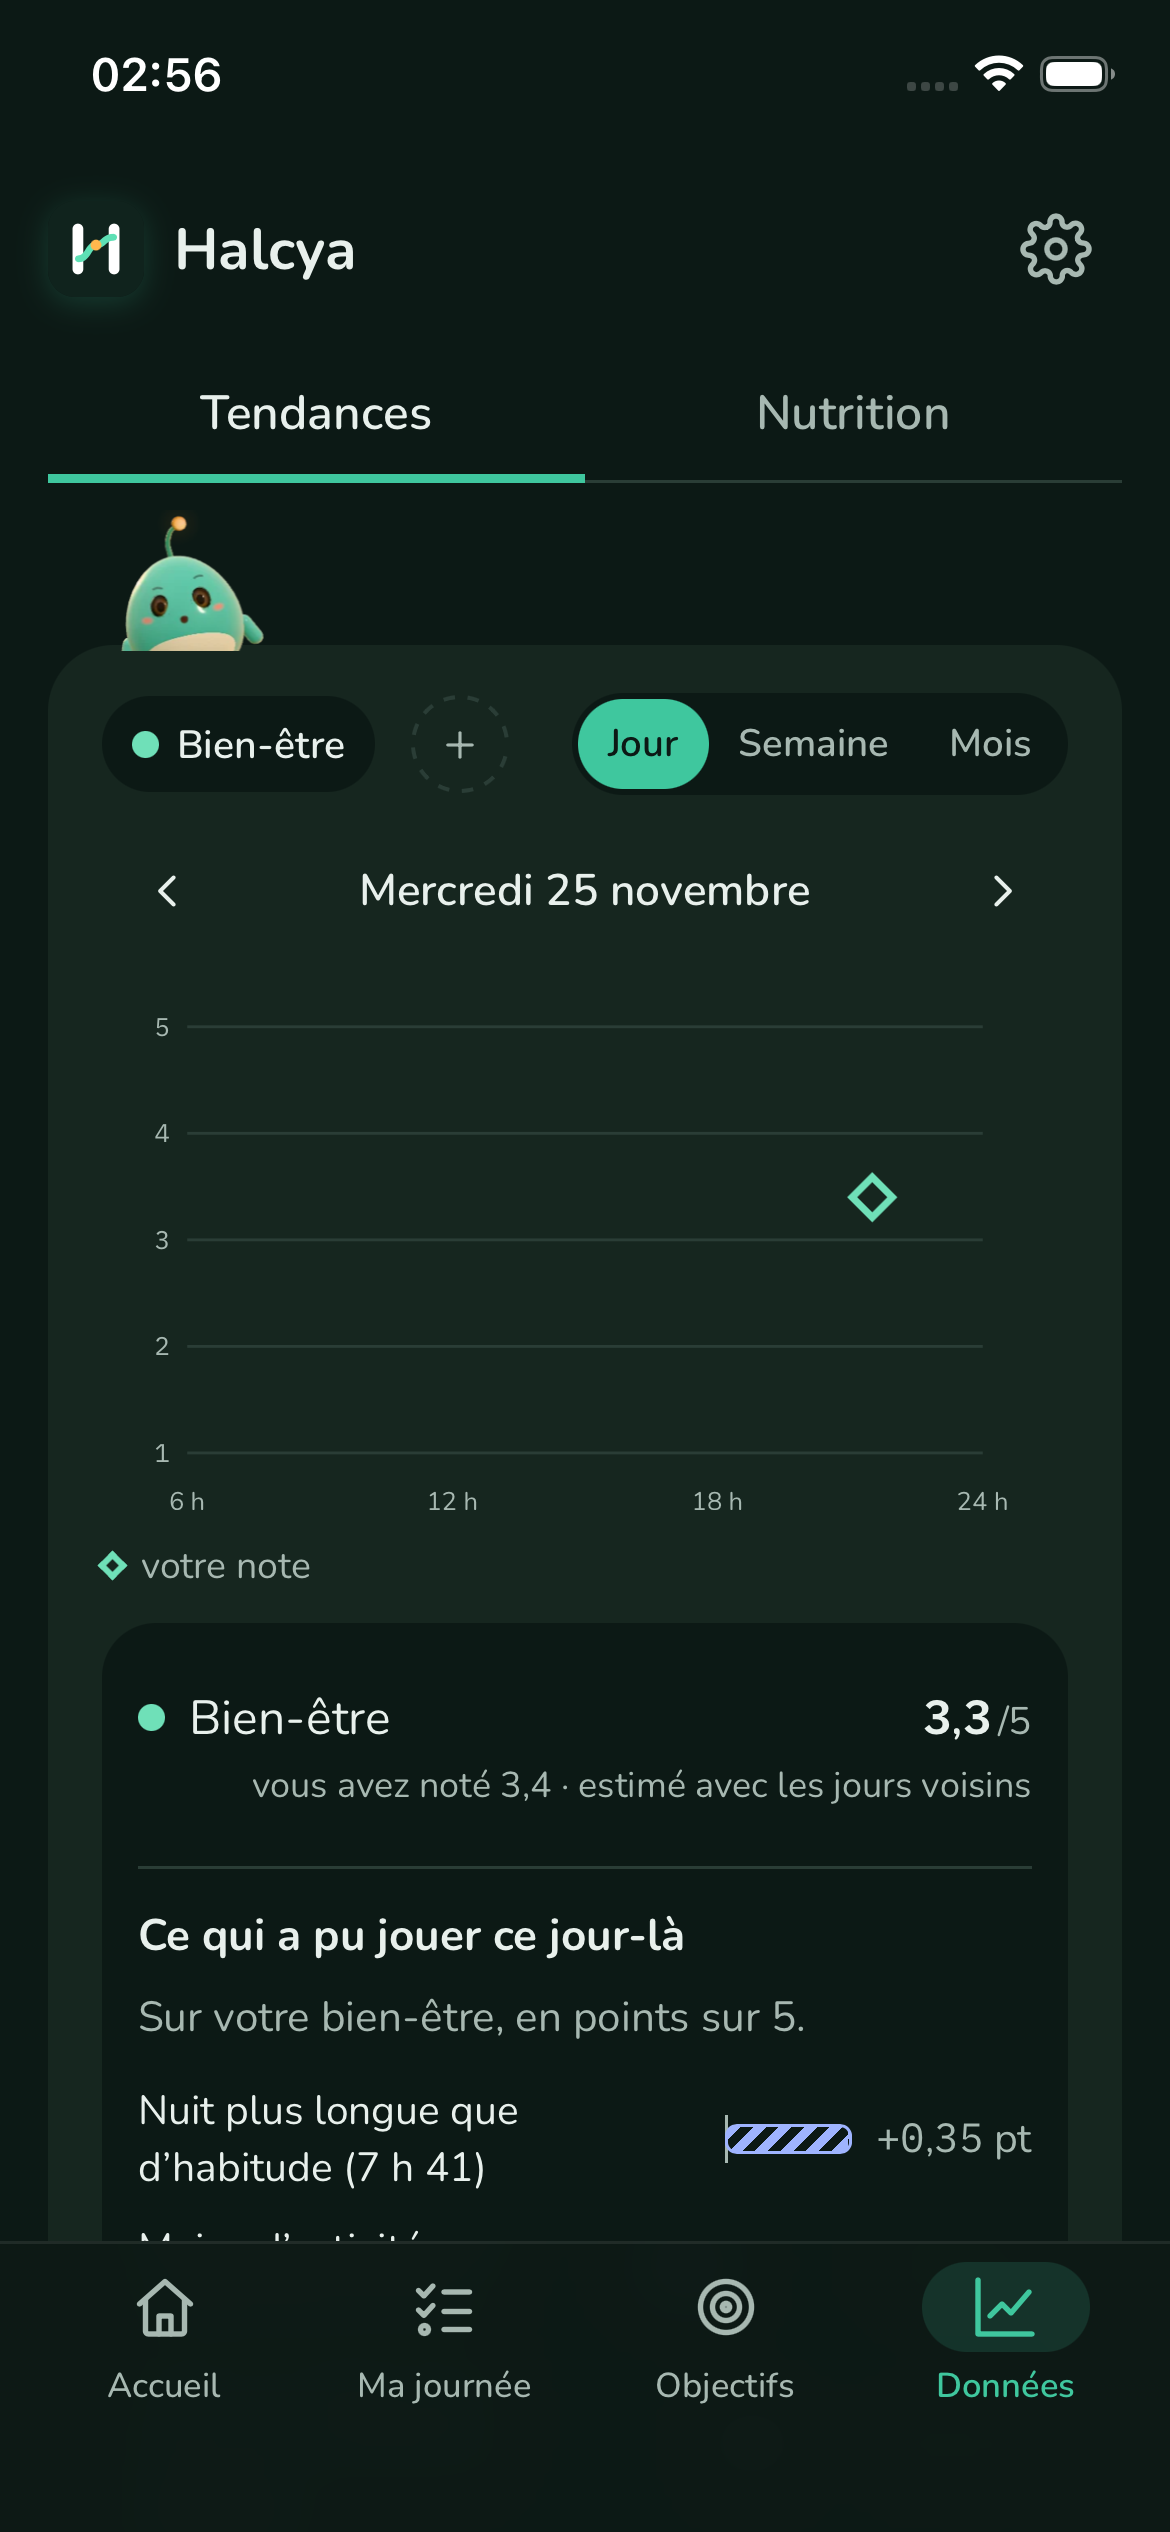 02:56
Halcya
Tendances
Nutrition
Bien-être
Jour
Semaine
Mois
Mercredi 25 novembre
5
4
3
2
1
6 h
12 h
18 h
24 h
votre note
Bien-être
3,3 /5
vous avez noté 3,4 · estimé avec les jours voisins
Ce qui a pu jouer ce jour-là
Sur votre bien-être, en points sur 5.
Nuit plus longue que
d’habitude (7 h 41)
+0,35 pt
Accueil
Ma journée
Objectifs
Données